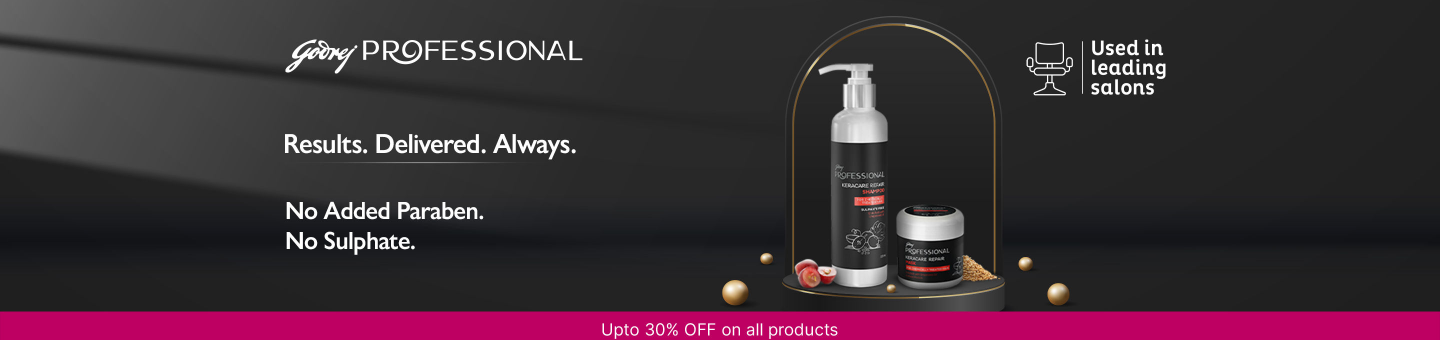 Godrej PROFESSIONAL
Results. Delivered. Always.
No Added Paraben.
No Sulphate.
Used in
leading
salons
PROFESSIONAL
KERACARE REPAIR
SHAMPOO
PROFESSIONAL
KERACARE REPAIR
Upto 30% OFF on all products